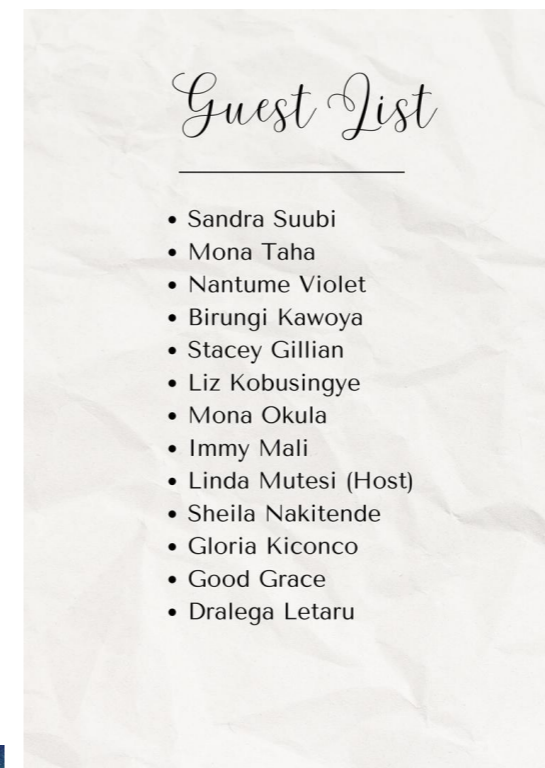 Guest List
• Sandra Suubi
• Mona Taha
• Nantume Violet
• Birungi Kawoya
• Stacey Gillian
• Liz Kobusingye
• Mona Okula
• Immy Mali
• Linda Mutesi (Host)
• Sheila Nakitende
• Gloria Kiconco
• Good Grace
• Dralega Letaru